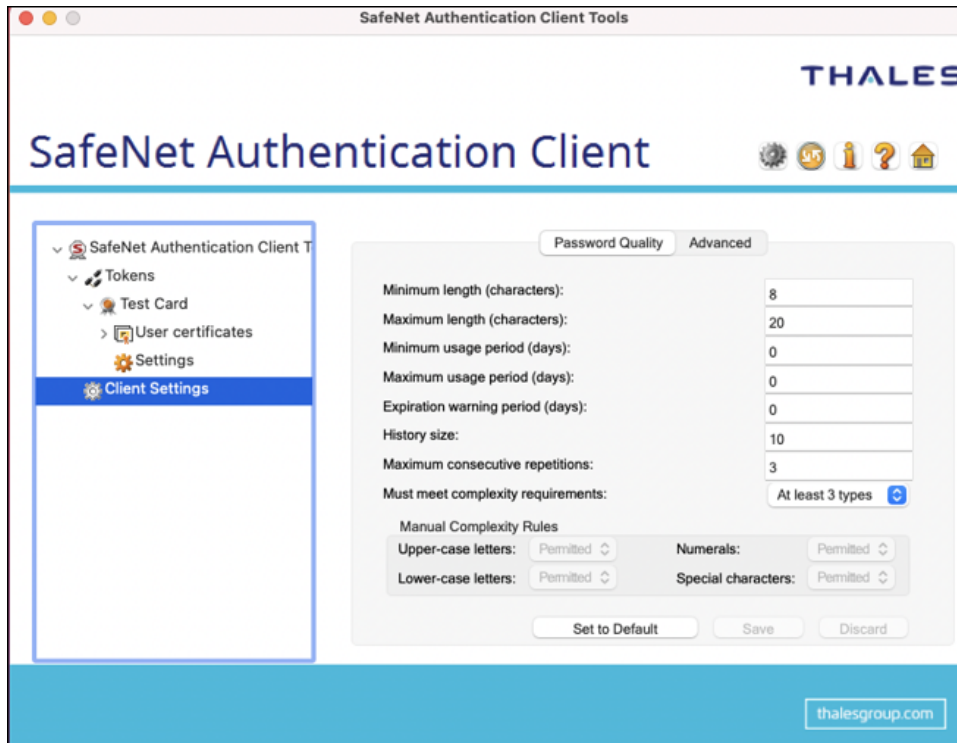 SafeNet Authentication Client Tools
THALES
SafeNet Authentication Client
SafeNet Authentication Client T
Tokens
Test Card
User certificates
Settings
Client Settings
Password Quality Advanced
Minimum length (characters): 8
Maximum length (characters): 20
Minimum usage period (days): 0
Maximum usage period (days): 0
Expiration warning period (days): 0
History size: 10
Maximum consecutive repetitions: 3
Must meet complexity requirements: At least 3 types
Manual Complexity Rules
Upper-case letters: Permitted Numerals: Permitted
Lower-case letters: Permitted Special characters: Permitted
Set to Default Save Discard
thalesgroup.com